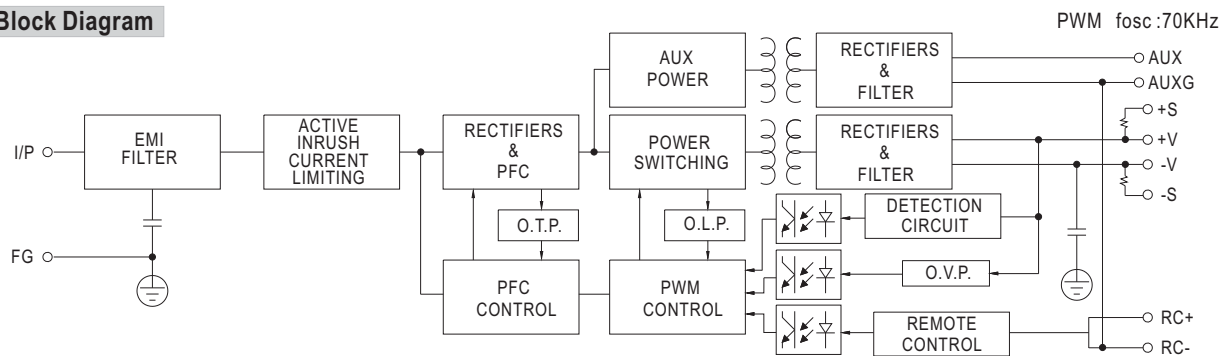 Block Diagram
PWM fosc :70KHz
AUX
POWER
RECTIFIERS
&
FILTER
AUX
AUXG
I/P
EMI
FILTER
ACTIVE
INRUSH
CURRENT
LIMITING
RECTIFIERS
&
PFC
POWER
SWITCHING
RECTIFIERS
&
FILTER
+S
+V
-V
-S
O.T.P.
O.L.P.
DETECTION
CIRCUIT
FG
PFC
CONTROL
PWM
CONTROL
O.V.P.
REMOTE
CONTROL
RC+
RC-